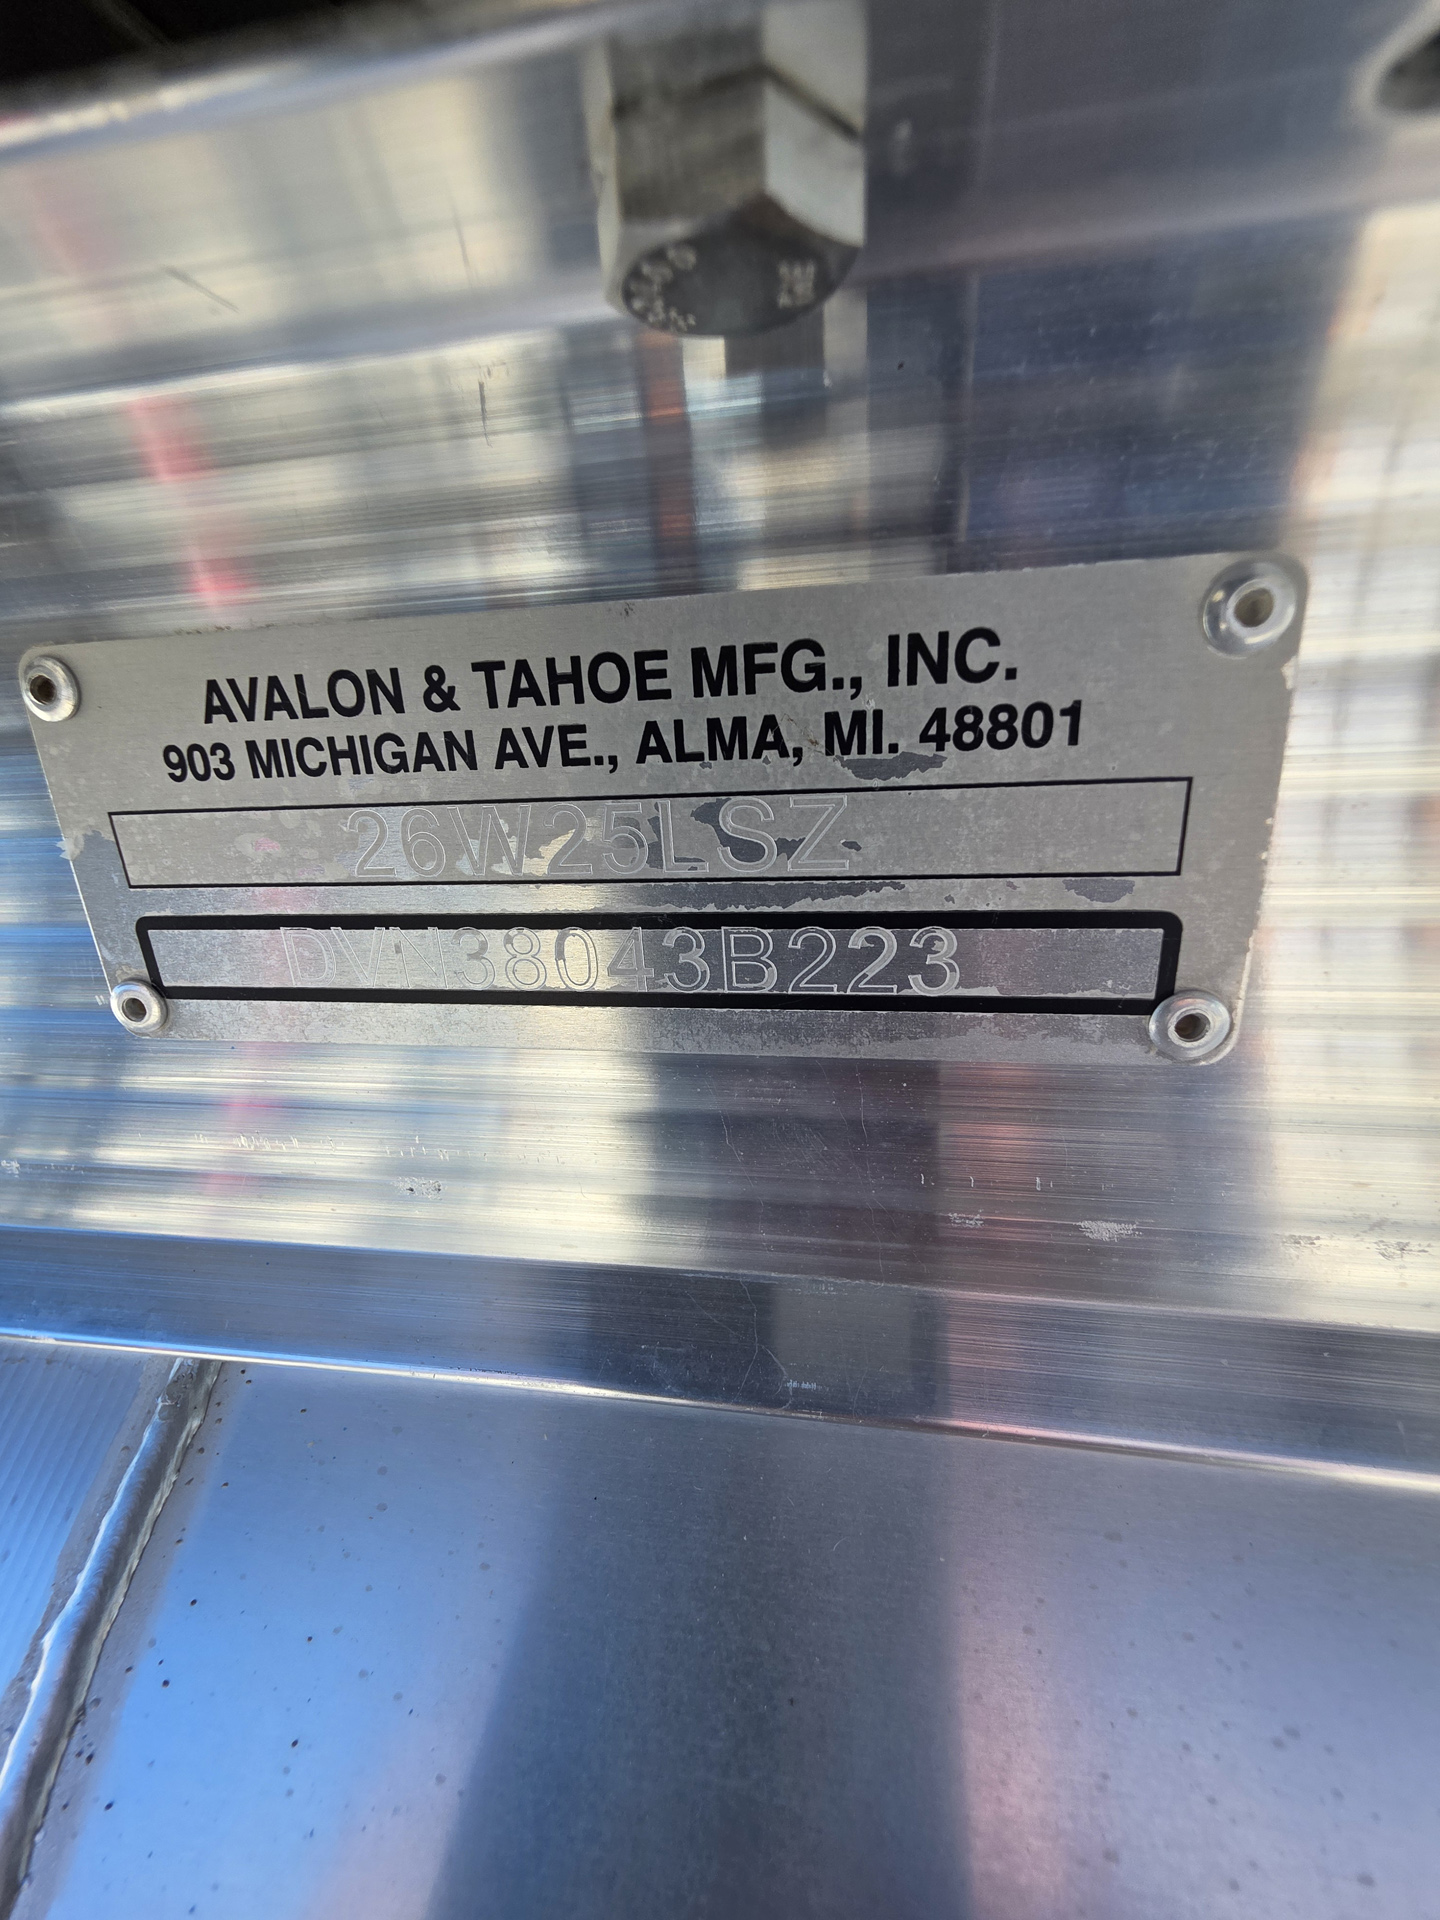 AVALON & TAHOE MFG., INC.
903 MICHIGAN AVE., ALMA, MI. 48801
26W25LSZ
DVN38043B223